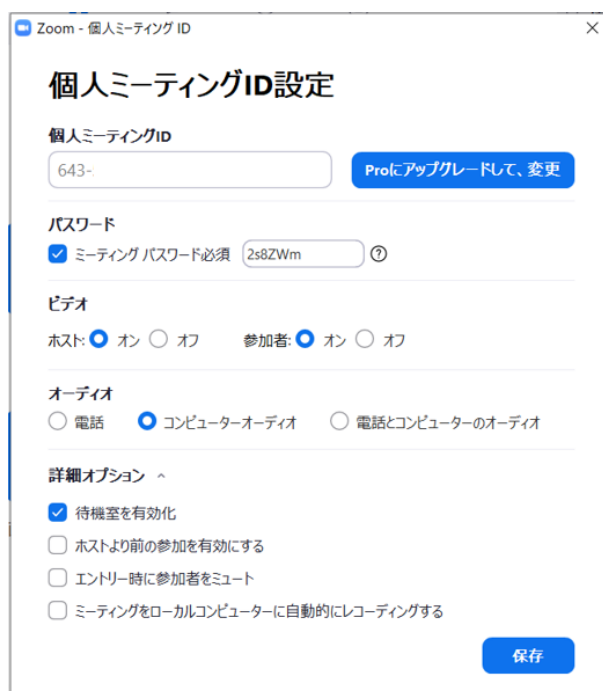 Zoom - 個人ミーティング ID
個人ミーティングID設定
個人ミーティングID
643-
Proにアップグレードして、変更
パスワード
ミーティング パスワード必須 2s8ZWm ?
ビデオ
ホスト: オン オフ 参加者: オン オフ
オーディオ
電話 コンピューターオーディオ 電話とコンピューターのオーディオ
詳細オプション
待機室を有効化
ホストより前の参加を有効にする
エントリー時に参加者をミュート
ミーティングをローカルコンピューターに自動的にレコーディングする
保存